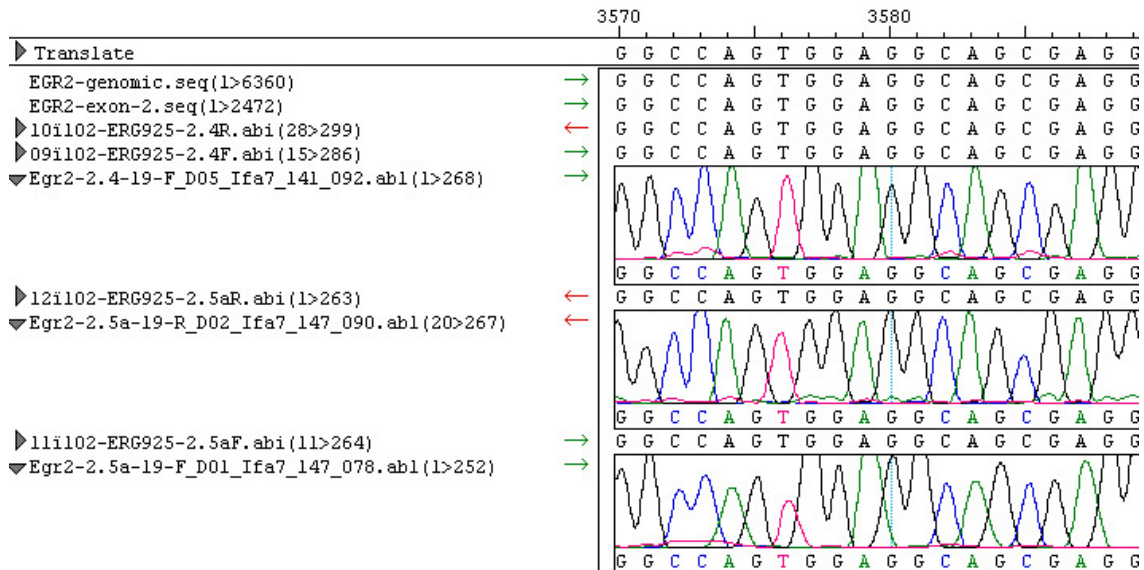 3570 3580
Translate G G C C A G T G G A G G C A G C G A G G
EGR2-genomic.seq(1>6360) → G G C C A G T G G A G G C A G C G A G G
EGR2-exon-2.seq(1>2472) → G G C C A G T G G A G G C A G C G A G G
10ï102-ERG925-2.4R.abi(28>299) ← G G C C A G T G G A G G C A G C G A G G
09ï102-ERG925-2.4F.abi(15>286) → G G C C A G T G G A G G C A G C G A G G
Egr2-2.4-19-F_D05_Ifa7_141_092.ab1(1>268) →
G G C C A G T G G A G G C A G C G A G G
12ï102-ERG925-2.5aR.abi(1>263) ← G G C C A G T G G A G G C A G C G A G G
Egr2-2.5a-19-R_D02_Ifa7_147_090.ab1(20>267) ←
G G C C A G T G G A G G C A G C G A G G
11ï102-ERG925-2.5aF.abi(11>264) → G G C C A G T G G A G G C A G C G A G G
Egr2-2.5a-19-F_D01_Ifa7_147_078.ab1(1>252) →
G G C C A G T G G A G G C A G C G A G G